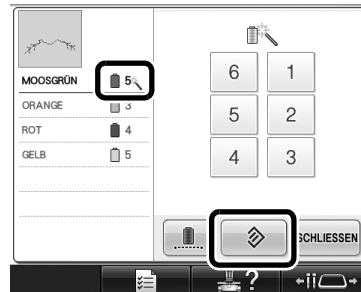 MOOSGRÜN 5
ORANGE 3
ROT 4
GELB 5
6 1
5 2
4 3
SCHLIESSEN
?